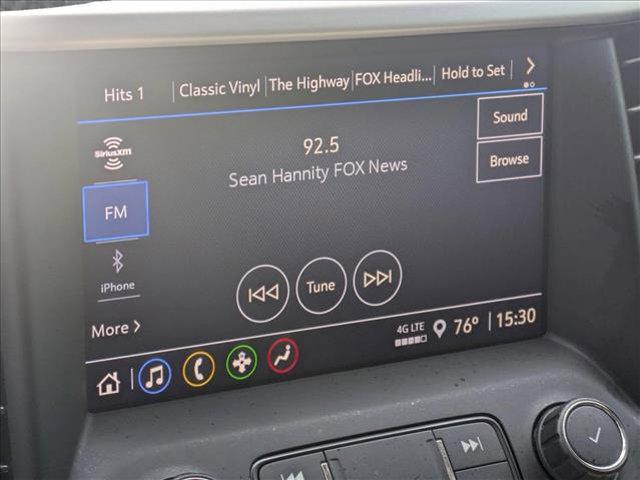 Hits 1 Classic Vinyl The Highway FOX Headli... Hold to Set
SiriusXM
92.5
Sound
Sean Hannity FOX News
Browse
FM
iPhone
Tune
More
4G LTE 76° 15:30